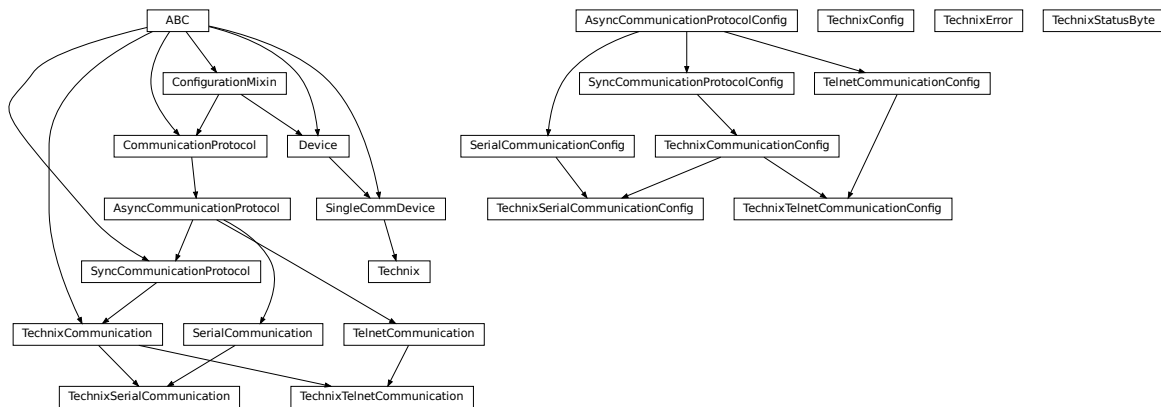 ABC
AsyncCommunicationProtocolConfig
TechnixConfig
TechnixError
TechnixStatusByte
ConfigurationMixin
SyncCommunicationProtocolConfig
TelnetCommunicationConfig
CommunicationProtocol
Device
SerialCommunicationConfig
TechnixCommunicationConfig
AsyncCommunicationProtocol
SingleCommDevice
TechnixSerialCommunicationConfig
TechnixTelnetCommunicationConfig
SyncCommunicationProtocol
Technix
TechnixCommunication
SerialCommunication
TelnetCommunication
TechnixSerialCommunication
TechnixTelnetCommunication